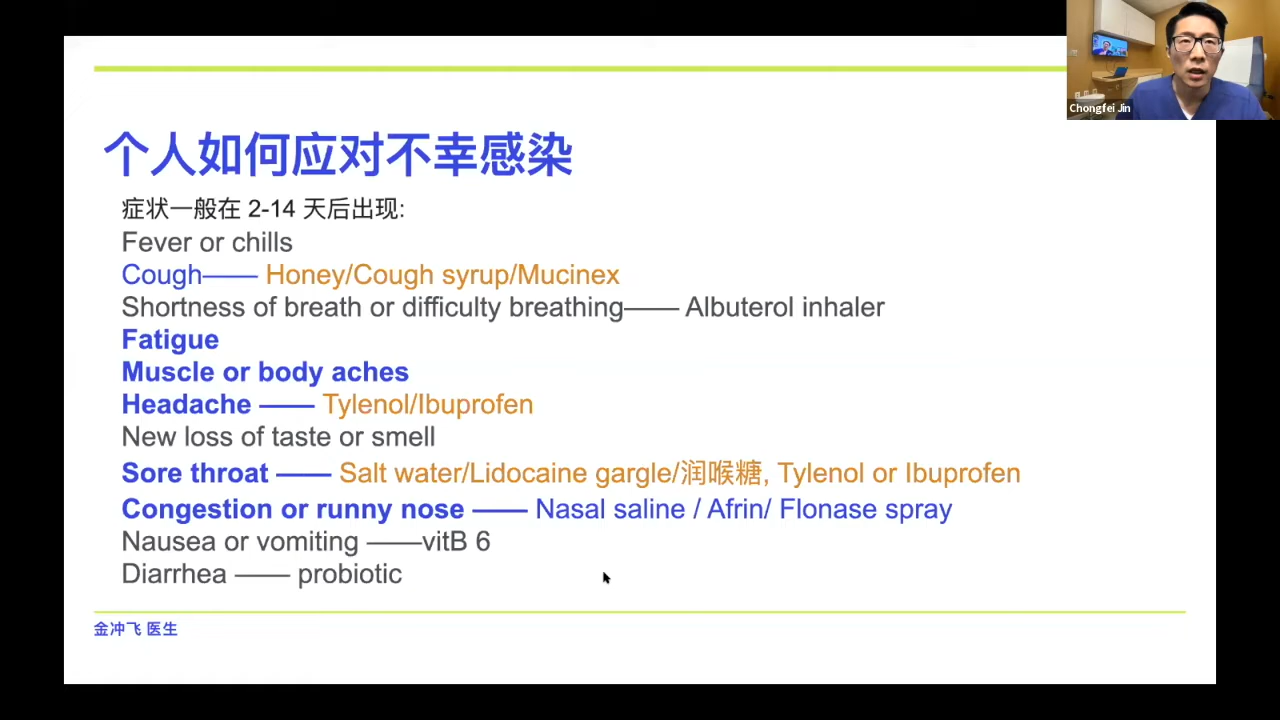 Chongfei Jin
个人如何应对不幸感染
症状一般在 2-14 天后出现:
Fever or chills
Cough—— Honey/Cough syrup/Mucinex
Shortness of breath or difficulty breathing—— Albuterol inhaler
Fatigue
Muscle or body aches
Headache —— Tylenol/Ibuprofen
New loss of taste or smell
Sore throat —— Salt water/Lidocaine gargle/润喉糖, Tylenol or Ibuprofen
Congestion or runny nose —— Nasal saline / Afrin/ Flonase spray
Nausea or vomiting ——vitB 6
Diarrhea —— probiotic
金冲飞 医生